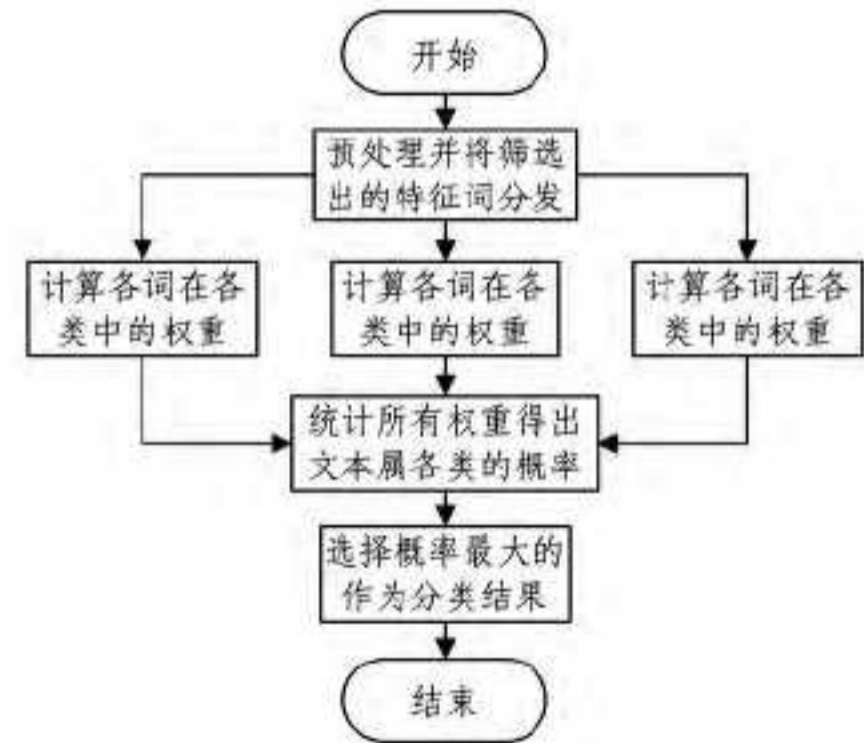 开始
预处理并将筛选
出的特征词分发
计算各词在各
类中的权重
计算各词在各
类中的权重
计算各词在各
类中的权重
统计所有权重得出
文本属各类的概率
选择概率最大的
作为分类结果
结束